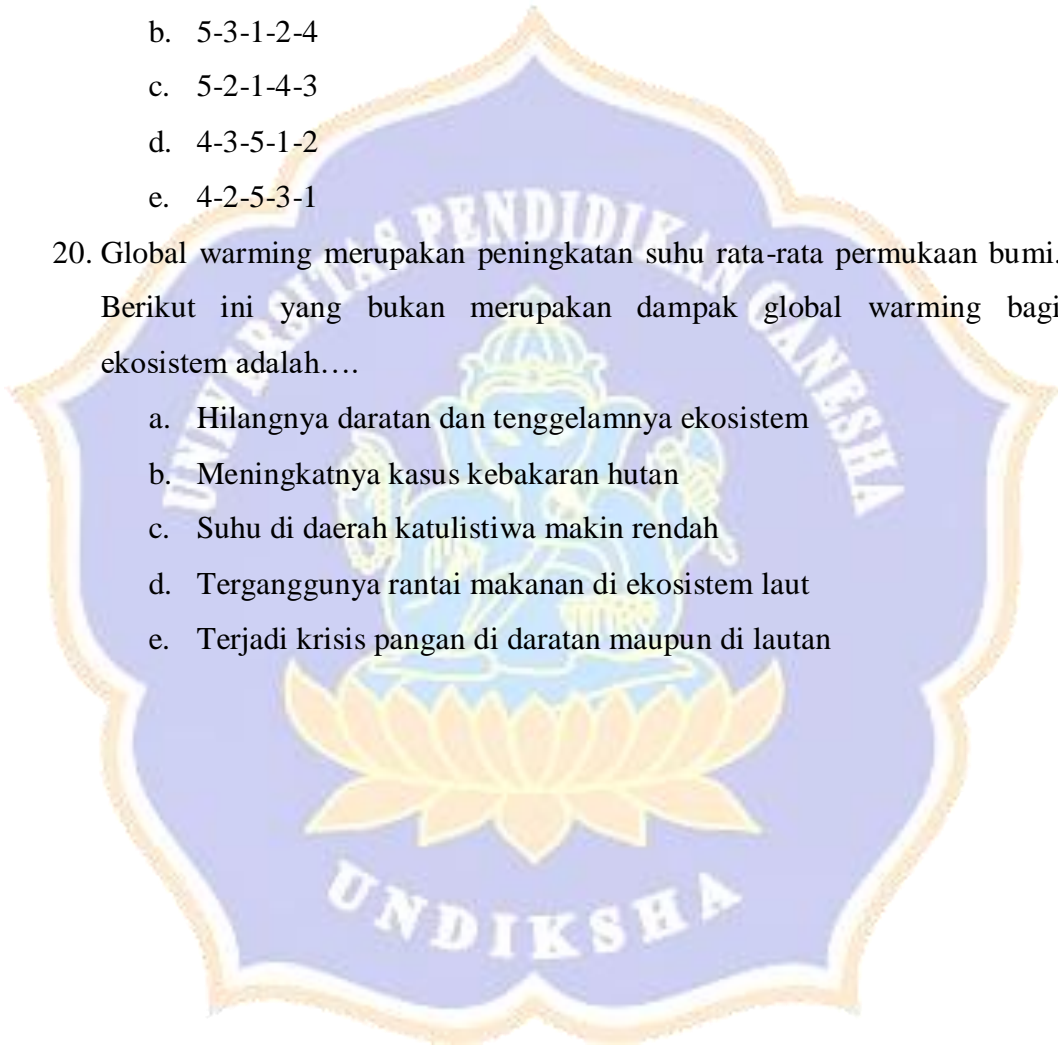 b. 5-3-1-2-4
c. 5-2-1-4-3
d. 4-3-5-1-2
e. 4-2-5-3-1
20. Global warming merupakan peningkatan suhu rata-rata permukaan bumi.
Berikut ini yang bukan merupakan dampak global warming bagi
ekosistem adalah….
a. Hilangnya daratan dan tenggelamnya ekosistem
b. Meningkatnya kasus kebakaran hutan
c. Suhu di daerah katulistiwa makin rendah
d. Terganggunya rantai makanan di ekosistem laut
e. Terjadi krisis pangan di daratan maupun di lautan
UNIVERSITAS PENDIDIKAN GANESHA
UNDIKSHA